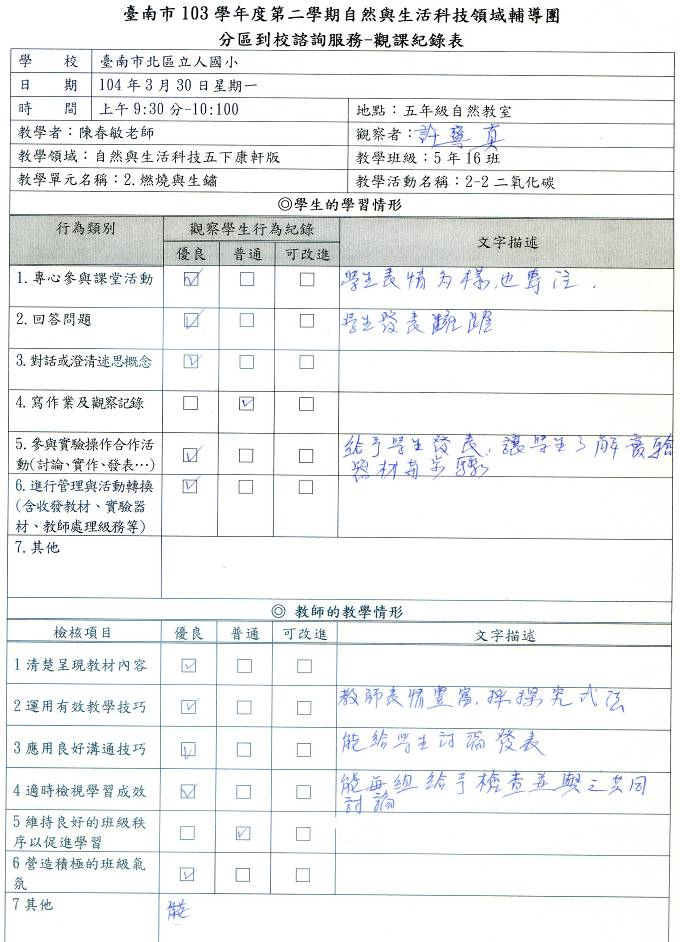 臺南市 103 學年度第二學期自然與生活科技領域輔導團
分區到校諮詢服務-觀課紀錄表
學 校 臺南市北區立人國小
日 期 104 年 3 月 30 日星期一
時 間 上午 9:30 分-10:100 地點：五年級自然教室
教學者：陳春敏老師 觀察者：許寧真
教學領域：自然與生活科技五下康軒版 教學班級：5 年 16 班
教學單元名稱：2.燃燒與生鏽 教學活動名稱：2-2 二氧化碳
◎學生的學習情形
行為類別 觀察學生行為紀錄 文字描述
優良 普通 可改進
1.專心參與課堂活動 ☑ □ □ 學生表情多樣,也專注.
2.回答問題 ☑ □ □ 學生發表踴躍
3.對話或澄清迷思概念 ☑ □ □
4.寫作業及觀察記錄 □ ☑ □
5.參與實驗操作合作活 ☑ □ □ 給予學生發表,讓學生了解實驗
動(討論、實作、發表…) 器材與步驟
6.進行管理與活動轉換 ☑ □ □
(含收發教材、實驗器
材、教師處理級務等)
7.其他
◎ 教師的教學情形
檢核項目 優良 普通 可改進 文字描述
1 清楚呈現教材內容 ☑ □ □
2 運用有效教學技巧 ☑ □ □ 教師表情豐富,採探究式法
3 應用良好溝通技巧 ☑ □ □ 能給學生討論發表
4 適時檢視學習成效 ☑ □ □ 能每組給予檢查並與之共同
討論
5 維持良好的班級秩 □ ☑ □
序以促進學習
6 營造積極的班級氣 ☑ □ □
氛
7 其他 能